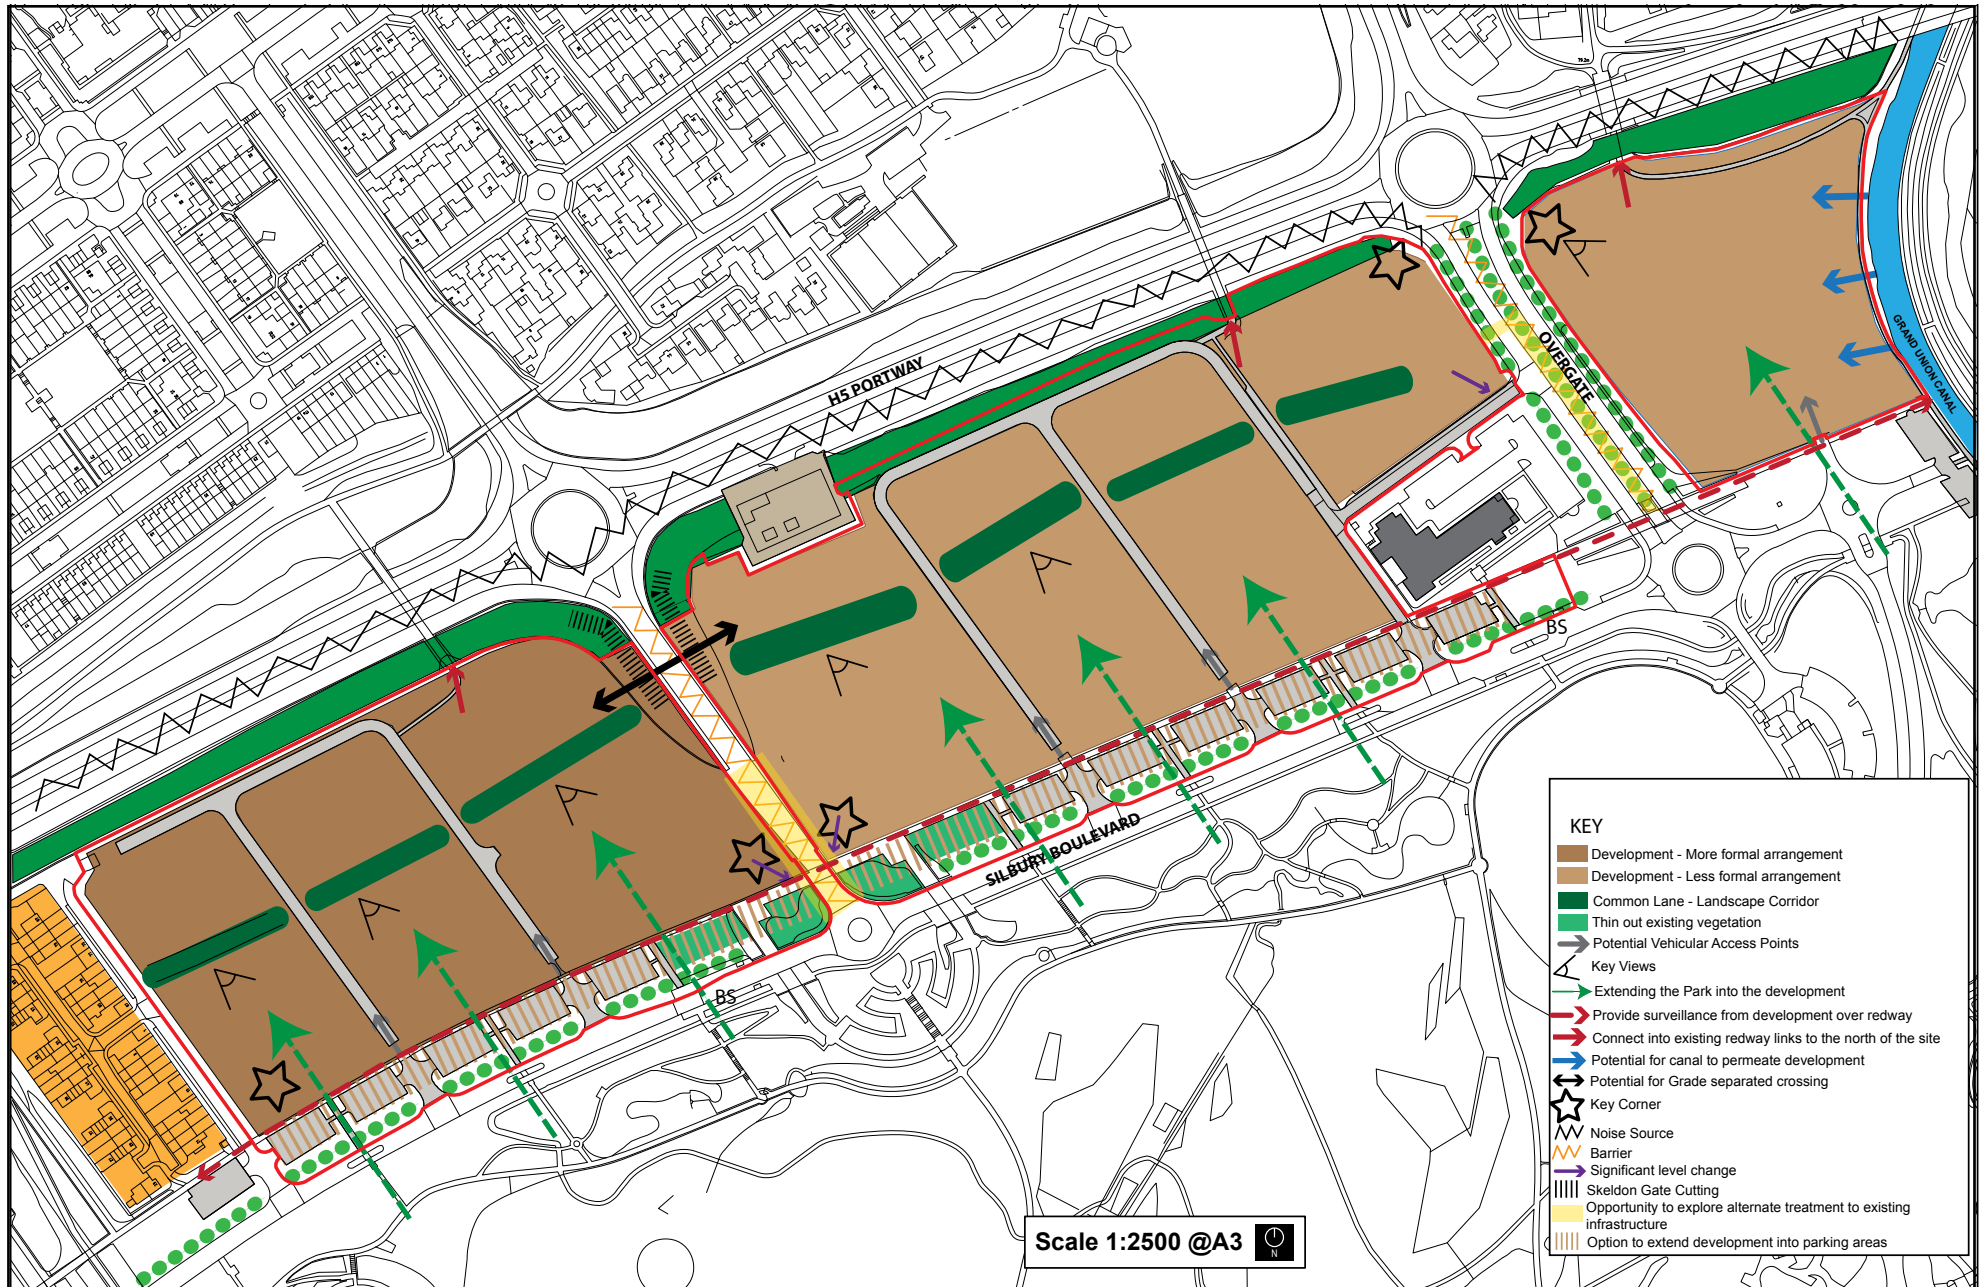 H5 PORTWAY
OVERGATE
GRAND UNION CANAL
BS
SILBURY BOULEVARD
BS
KEY
Development - More formal arrangement
Development - Less formal arrangement
Common Lane - Landscape Corridor
Thin out existing vegetation
Potential Vehicular Access Points
Key Views
Extending the Park into the development
Provide surveillance from development over redway
Connect into existing redway links to the north of the site
Potential for canal to permeate development
Potential for Grade separated crossing
Key Corner
Noise Source
Barrier
Significant level change
Skeldon Gate Cutting
Opportunity to explore alternate treatment to existing
infrastructure
Option to extend development into parking areas
Scale 1:2500 @A3
N